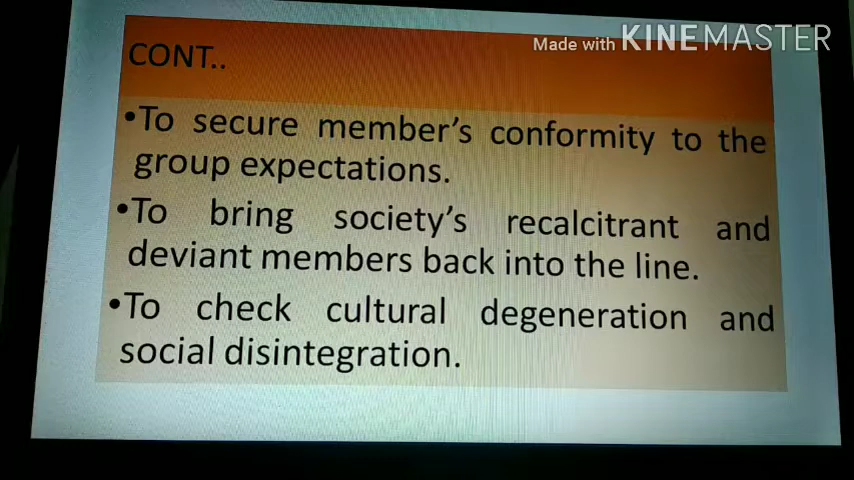 Made with KINEMASTER
CONT..
•To secure member's conformity to the
group expectations.
•To bring society's recalcitrant and
deviant members back into the line.
•To check cultural degeneration and
social disintegration.